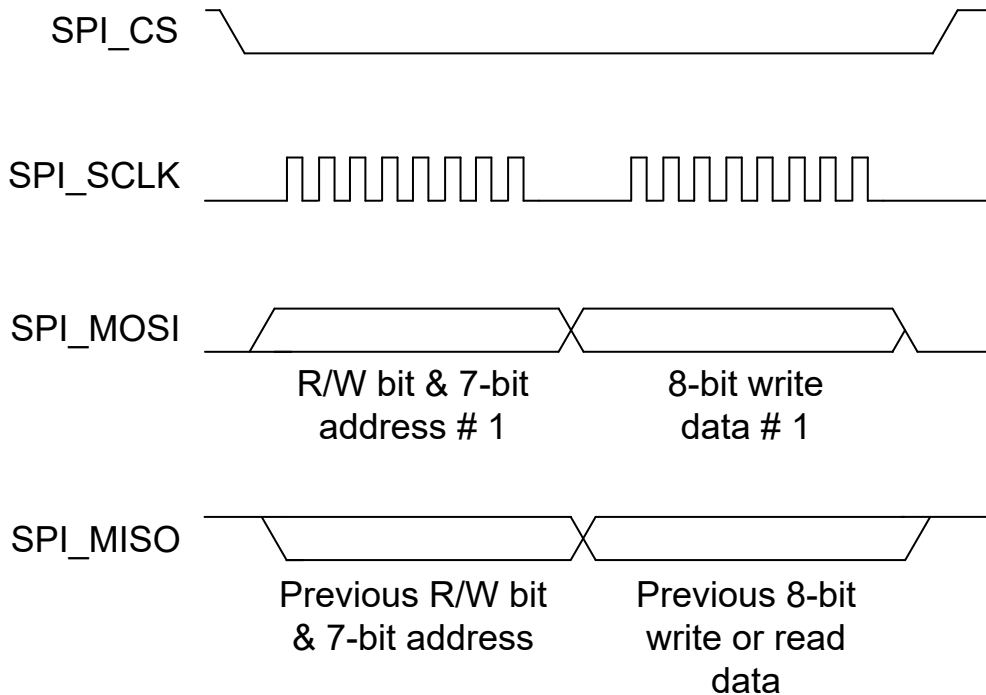 SPI_CS
SPI_SCLK
SPI_MOSI
R/W bit & 7-bit
address # 1
8-bit write
data # 1
SPI_MISO
Previous R/W bit
& 7-bit address
Previous 8-bit
write or read
data